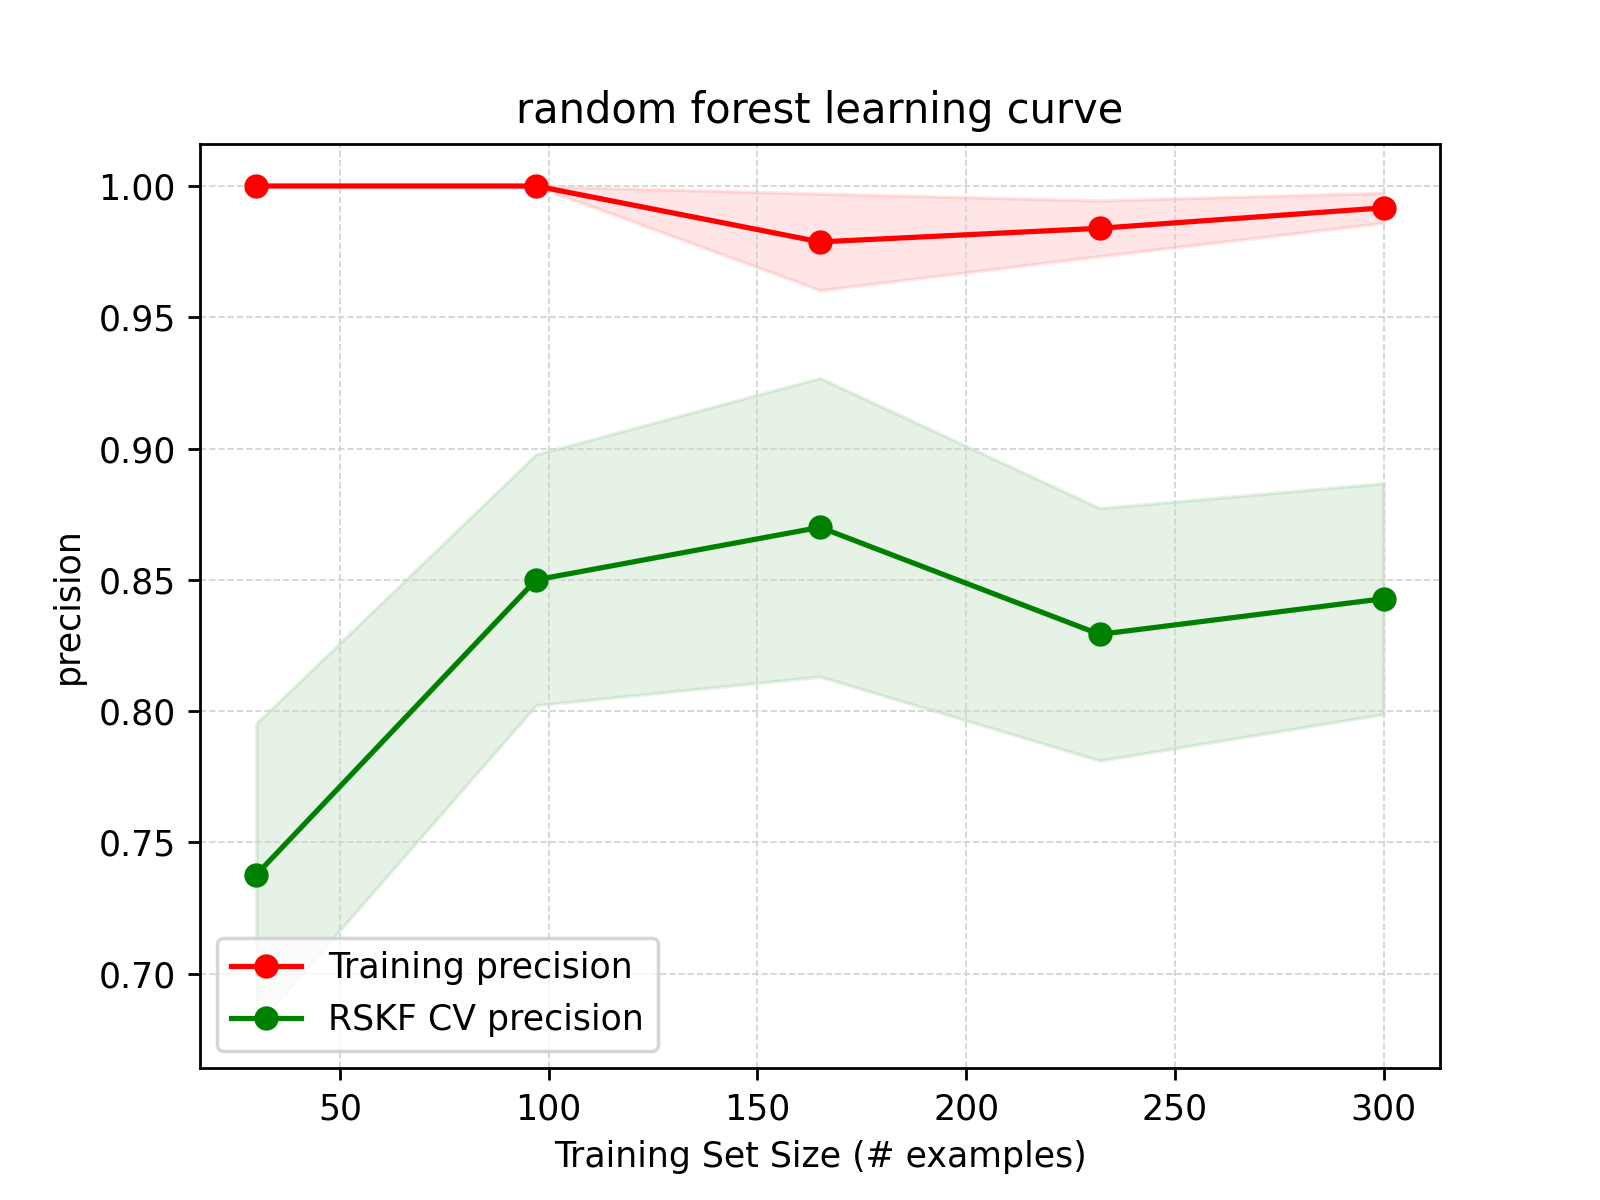 random forest learning curve
1.00
0.95
0.90
0.85
0.80
0.75
0.70
precision
Training precision
RSKF CV precision
50 100 150 200 250 300
Training Set Size (# examples)